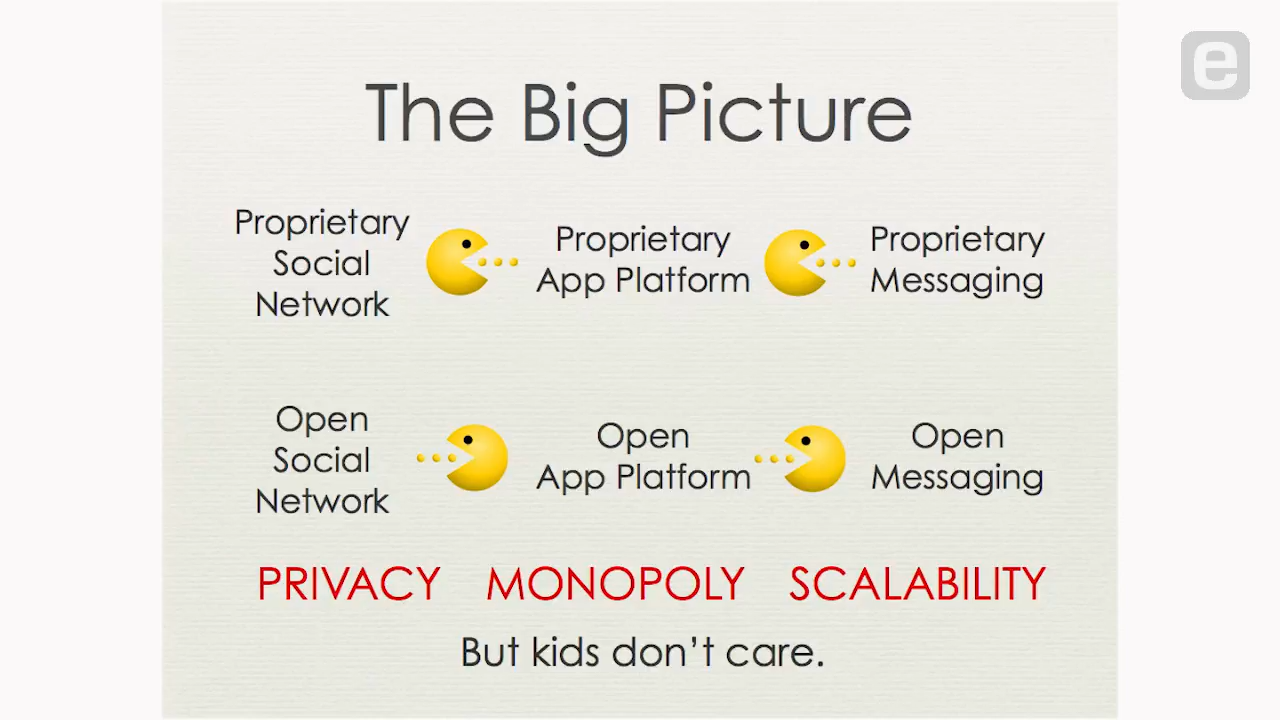 The Big Picture
Proprietary
Social
Network
Proprietary
App Platform
Proprietary
Messaging
Open
Social
Network
Open
App Platform
Open
Messaging
PRIVACY MONOPOLY SCALABILITY
But kids don’t care.
e